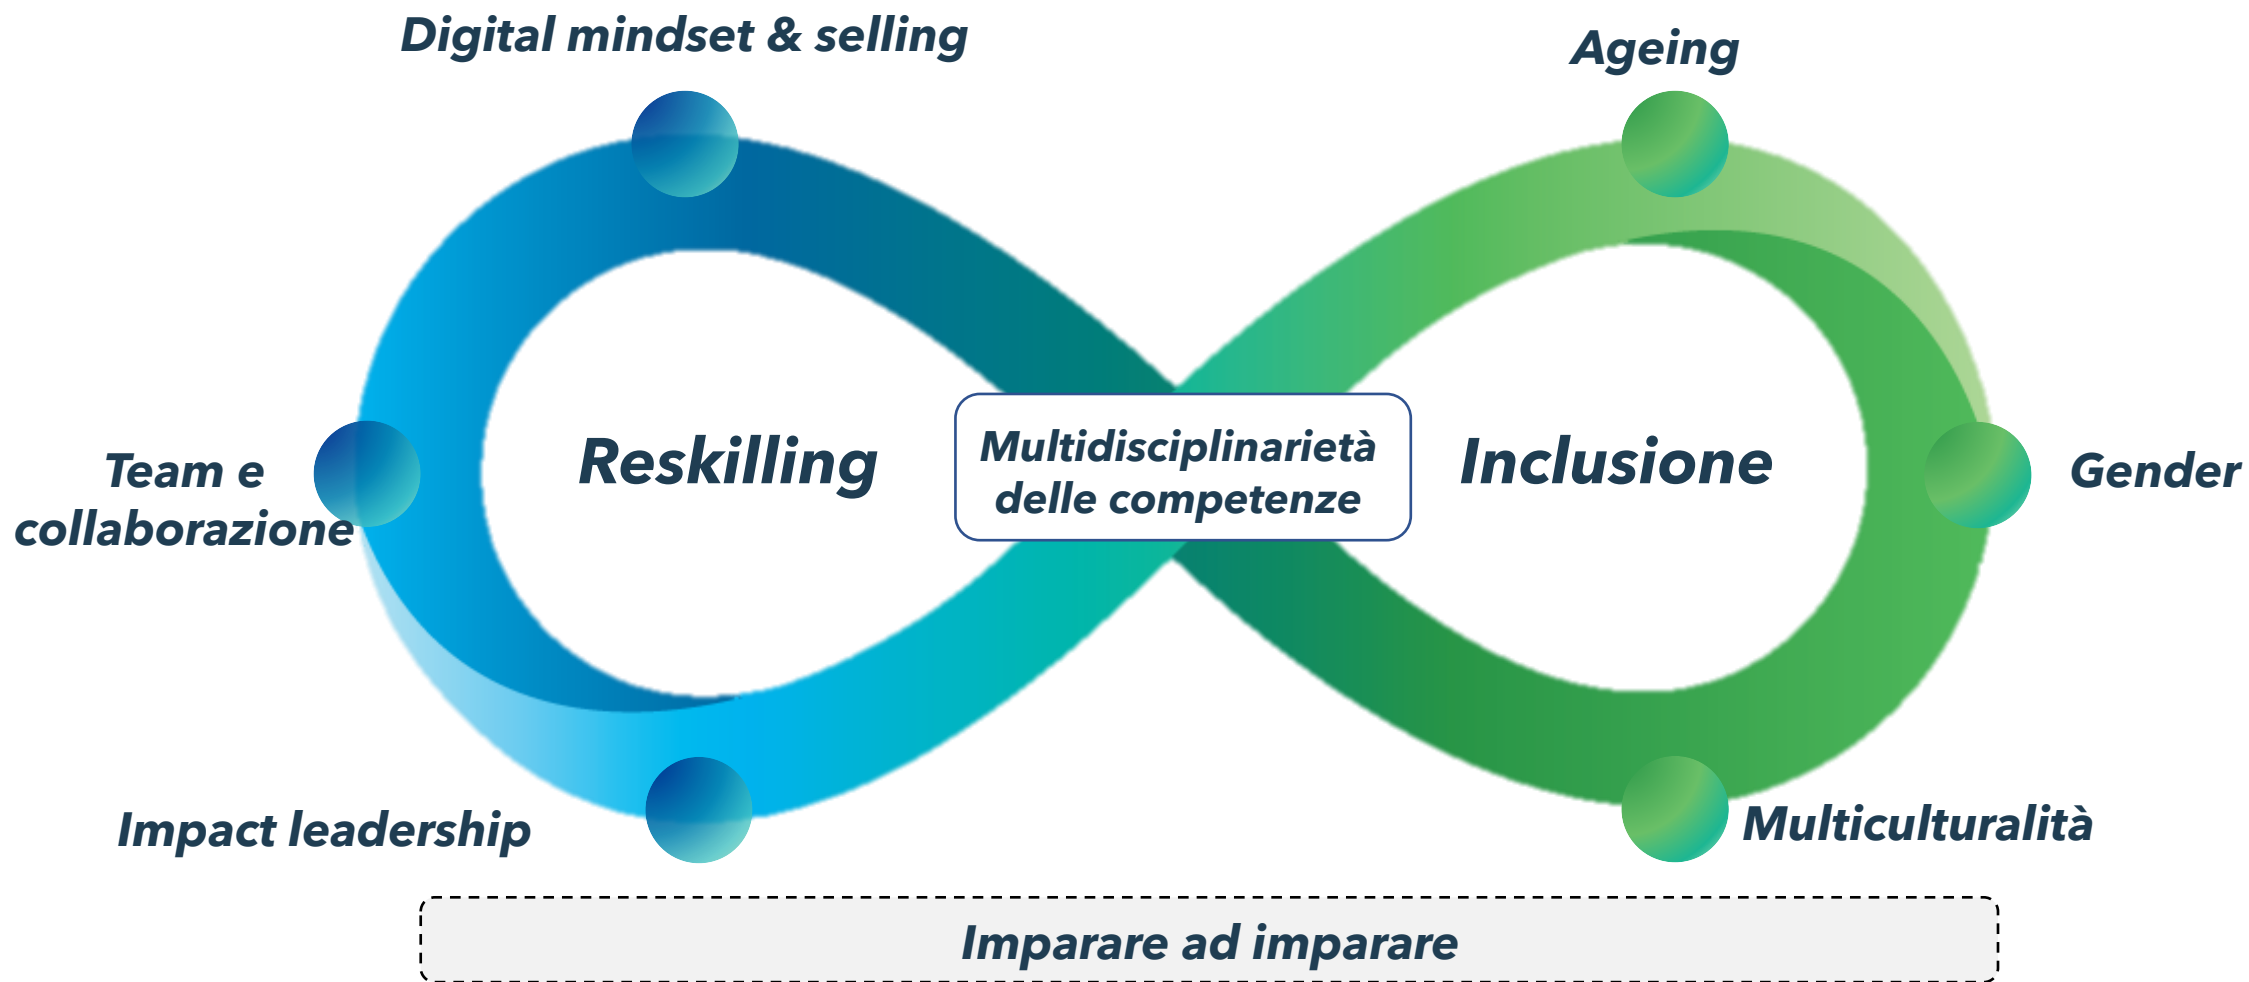 Digital mindset & selling
Ageing
Reskilling
Multidisciplinarietà
delle competenze
Inclusione
Team e
collaborazione
Gender
Impact leadership
Multiculturalità
Imparare ad imparare